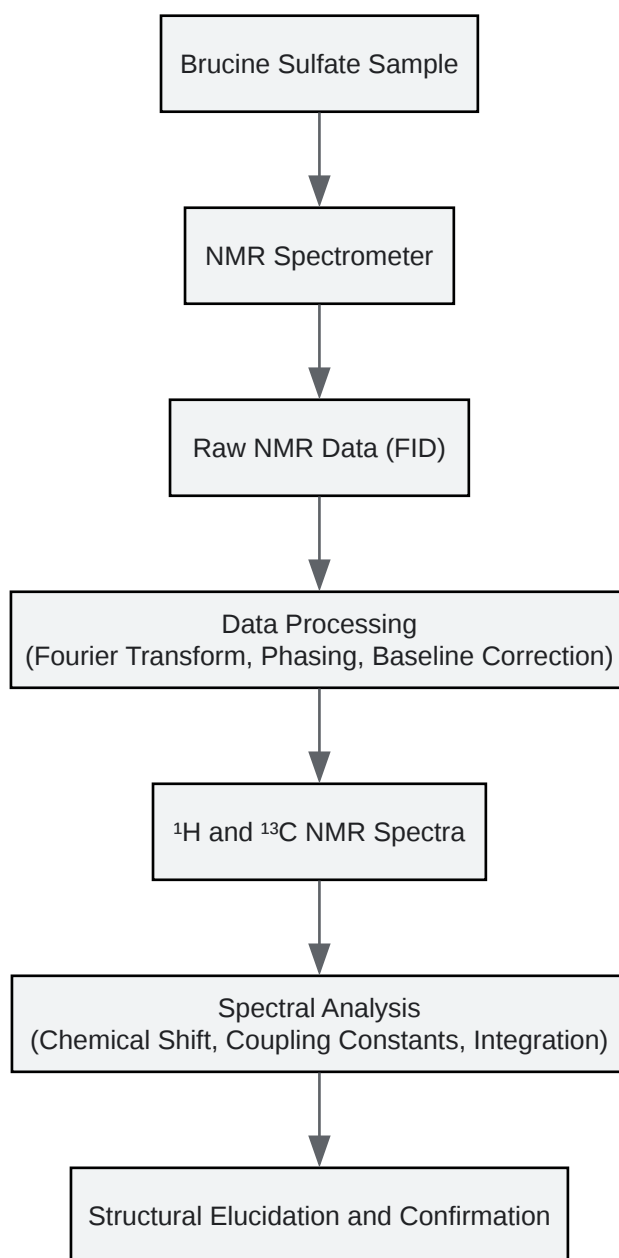 Brucine Sulfate Sample
NMR Spectrometer
Raw NMR Data (FID)
Data Processing
(Fourier Transform, Phasing, Baseline Correction)
¹H and ¹³C NMR Spectra
Spectral Analysis
(Chemical Shift, Coupling Constants, Integration)
Structural Elucidation and Confirmation